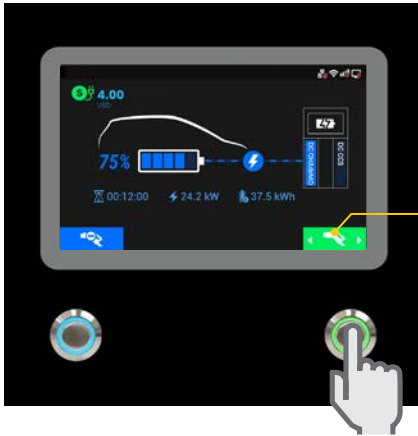 $ 4.00
USD
75%
DC CHAdeMO
DC CCS
00:12:00 24.2 kW 37.5 kWh